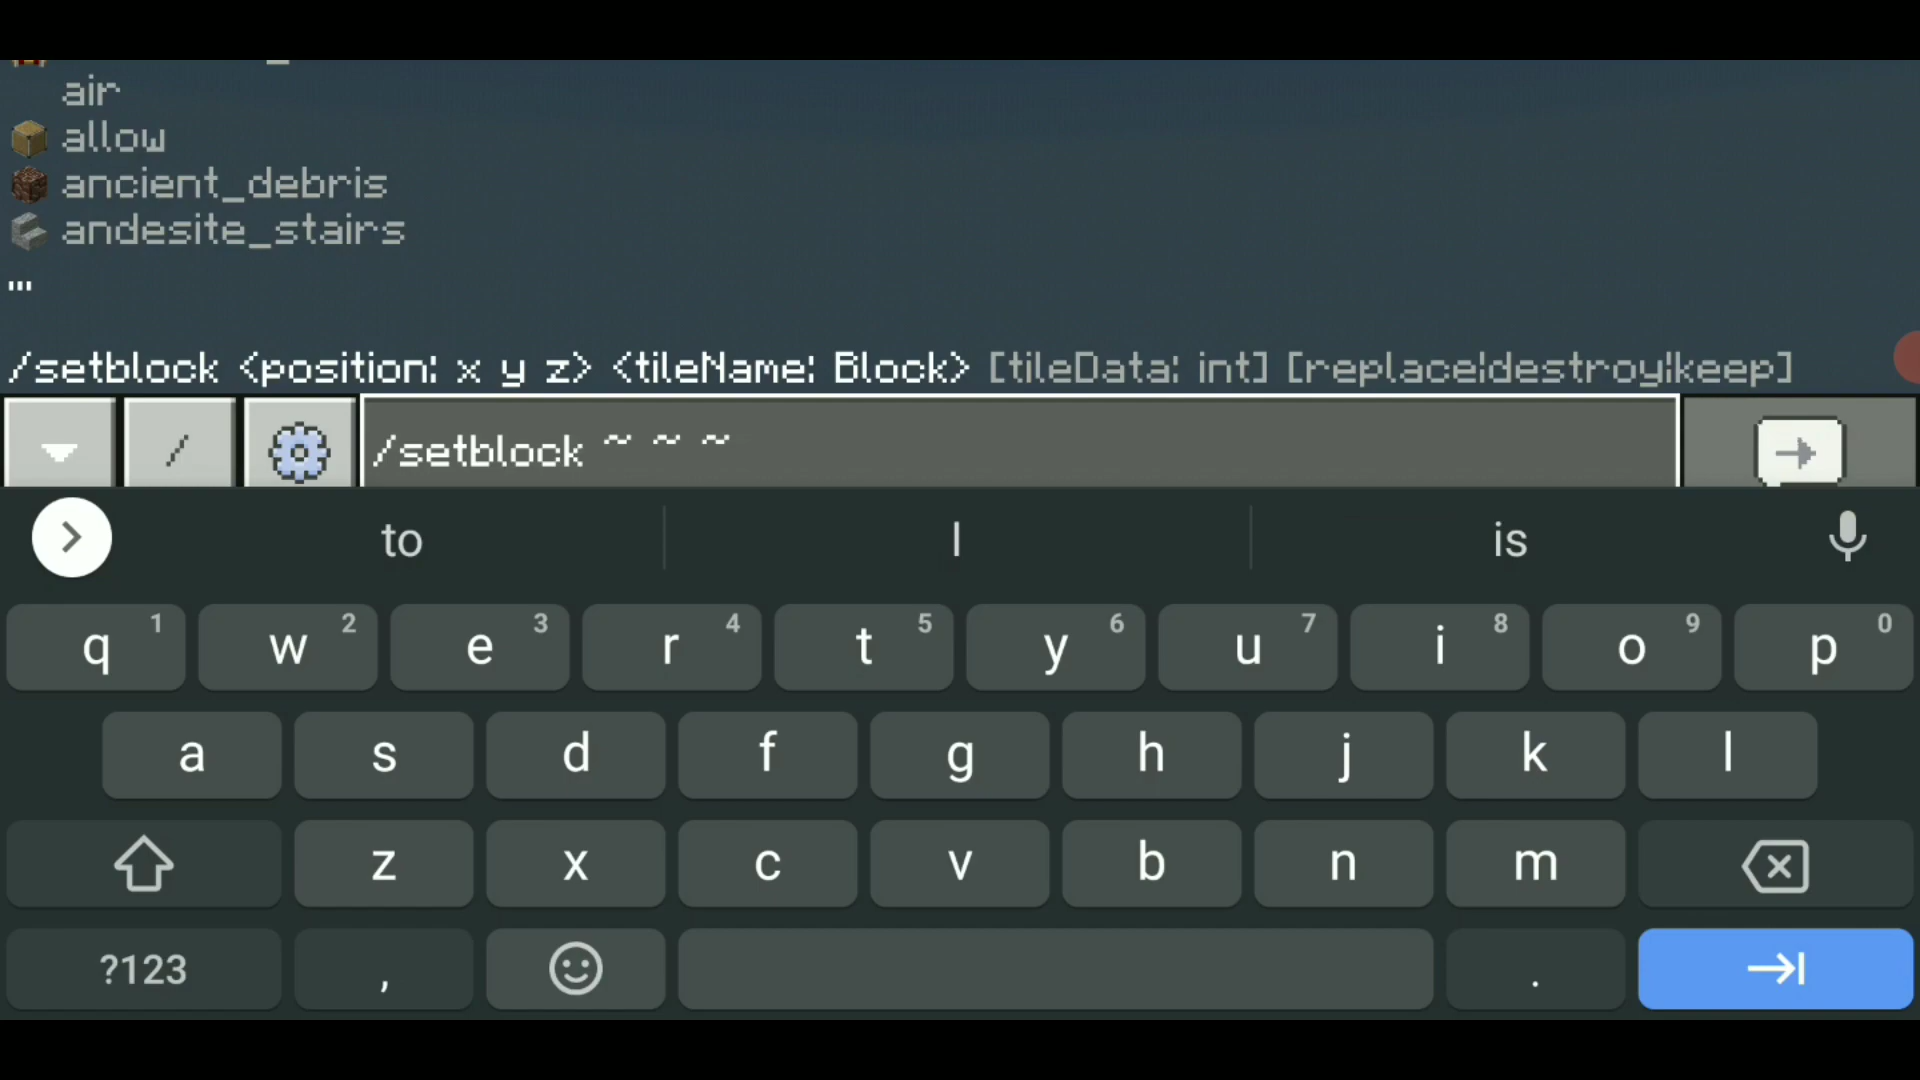 air
allow
ancient_debris
andesite_stairs
...
/setblock <position: x y z> <tileName: Block> [tileData: int] [replace|destroy|keep]
/ /setblock ~ ~ ~
to I is
q 1 w 2 e 3 r 4 t 5 y 6 u 7 i 8 o 9 p 0
a s d f g h j k l
z x c v b n m
?123 , .